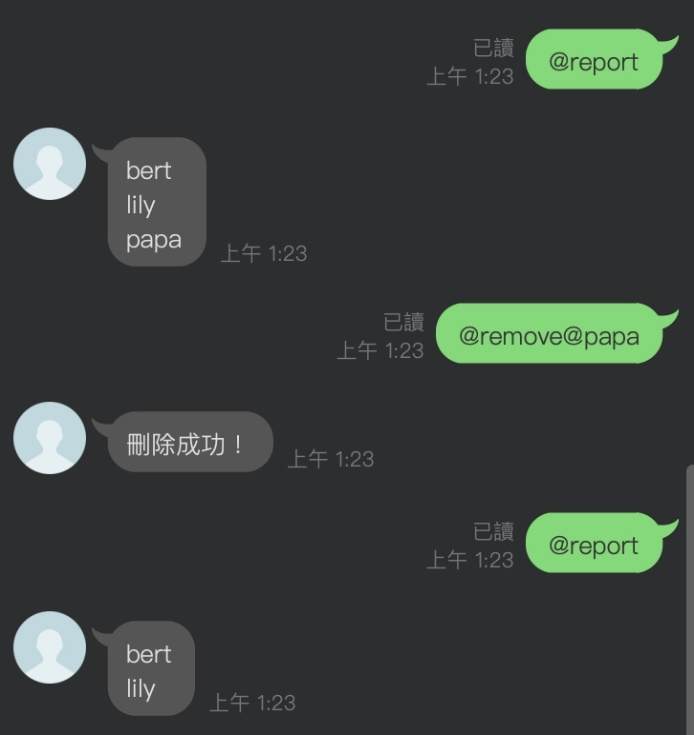 已讀
上午 1:23
@report
bert
lily
papa
上午 1:23
已讀
上午 1:23
@remove@papa
刪除成功！
上午 1:23
已讀
上午 1:23
@report
bert
lily
上午 1:23